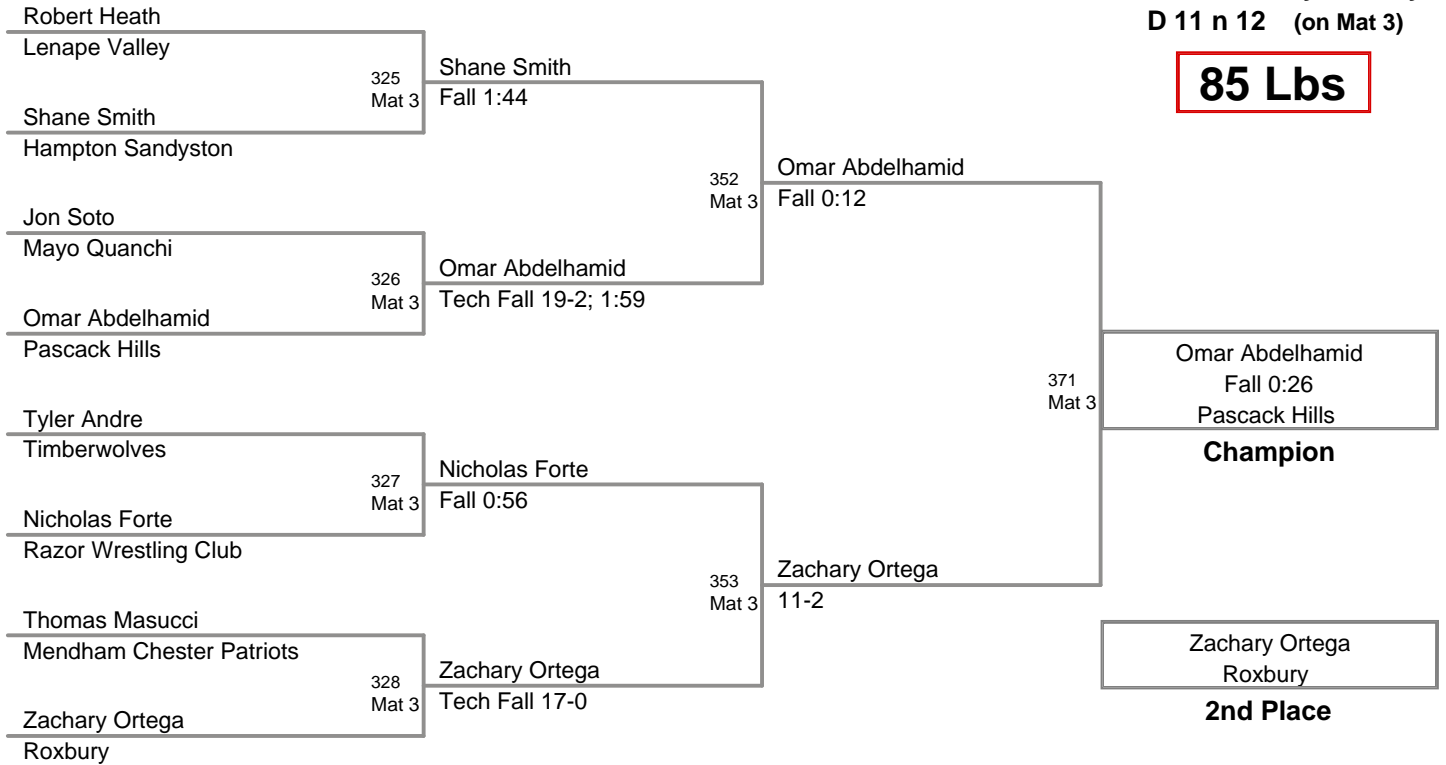 Robert Heath
Lenape Valley
325
Mat 3
Shane Smith
Fall 1:44
Shane Smith
Hampton Sandyston
352
Mat 3
Omar Abdelhamid
Fall 0:12
Jon Soto
Mayo Quanchi
326
Mat 3
Omar Abdelhamid
Tech Fall 19-2; 1:59
Omar Abdelhamid
Pascack Hills
371
Mat 3
Omar Abdelhamid
Fall 0:26
Pascack Hills
Champion
Tyler Andre
Timberwolves
327
Mat 3
Nicholas Forte
Fall 0:56
Nicholas Forte
Razor Wrestling Club
353
Mat 3
Zachary Ortega
11-2
Thomas Masucci
Mendham Chester Patriots
328
Mat 3
Zachary Ortega
Tech Fall 17-0
Zachary Ortega
Roxbury
Zachary Ortega
Roxbury
2nd Place
D 11 n 12 (on Mat 3)
85 Lbs